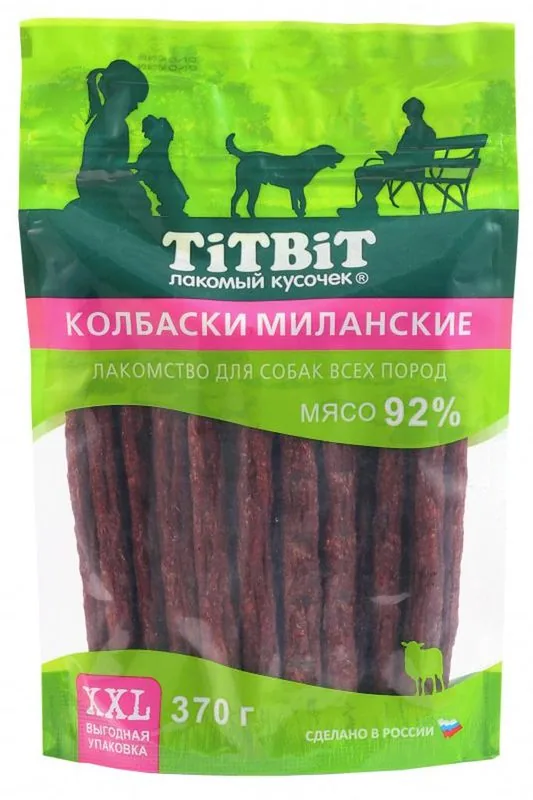 TiTBiT
лакомый кусочек®
КОЛБАСКИ МИЛАНСКИЕ
ЛАКОМСТВО ДЛЯ СОБАК ВСЕХ ПОРОД
МЯСО 92%
XXL
ВЫГОДНАЯ
УПАКОВКА
370 г
СДЕЛАНО В РОССИИ